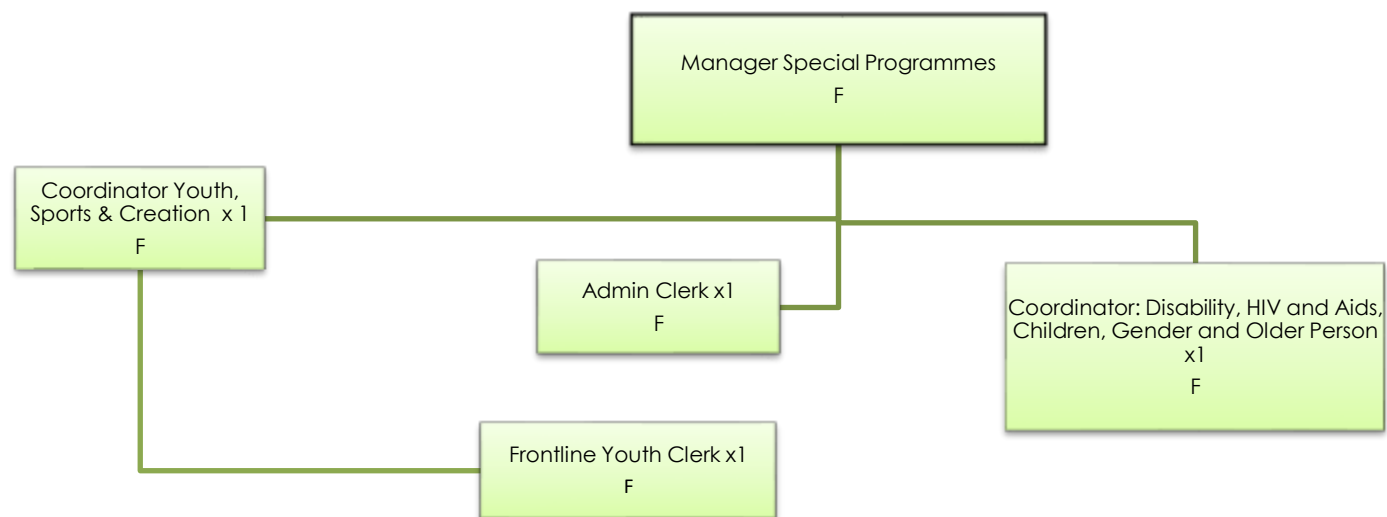 Manager Special Programmes
F
Coordinator Youth,
Sports & Creation x 1
F
Admin Clerk x1
F
Coordinator: Disability, HIV and Aids,
Children, Gender and Older Person
x1
F
Frontline Youth Clerk x1
F